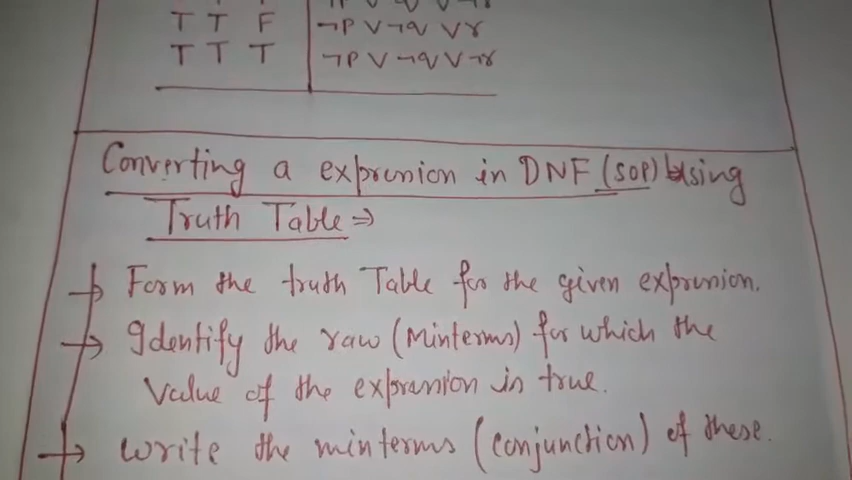 T T F ¬P V ¬q V r
T T T ¬P V ¬q V ¬r
Converting a expression in DNF (SOP) using
Truth Table ⇒
→ Form the truth Table for the given expression.
→ Identify the raw (Minterms) for which the
Value of the expression is true.
→ write the minterms (conjunction) of these.